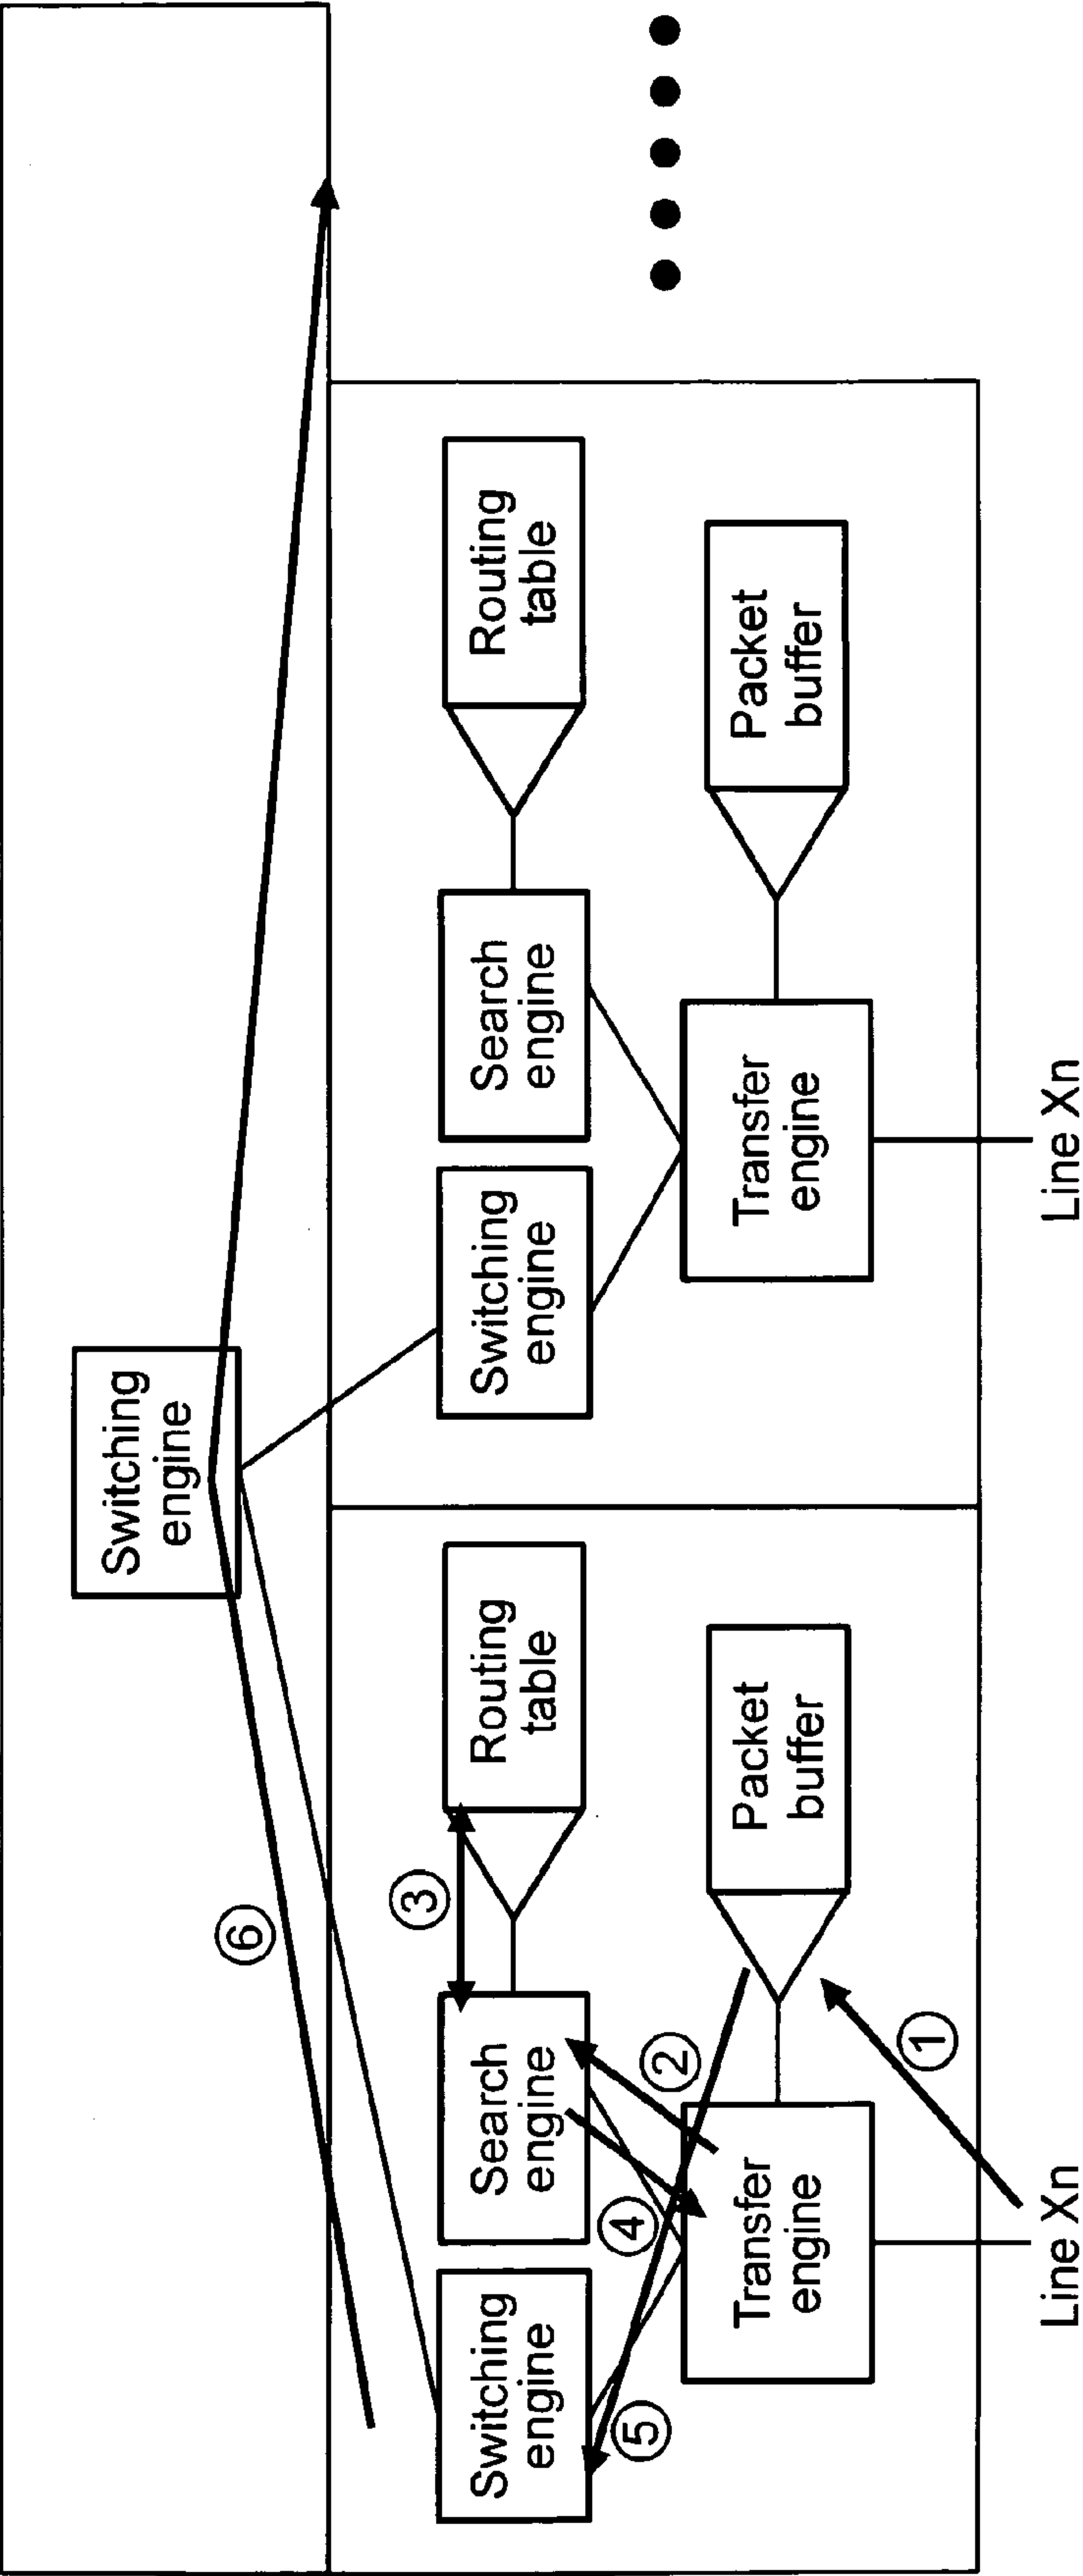 Switching
engine
⑥
Switching
engine
Search
engine
③
Routing
table
④
②
⑤
Transfer
engine
Packet
buffer
①
Line Xn
Switching
engine
Search
engine
Routing
table
Transfer
engine
Packet
buffer
Line Xn